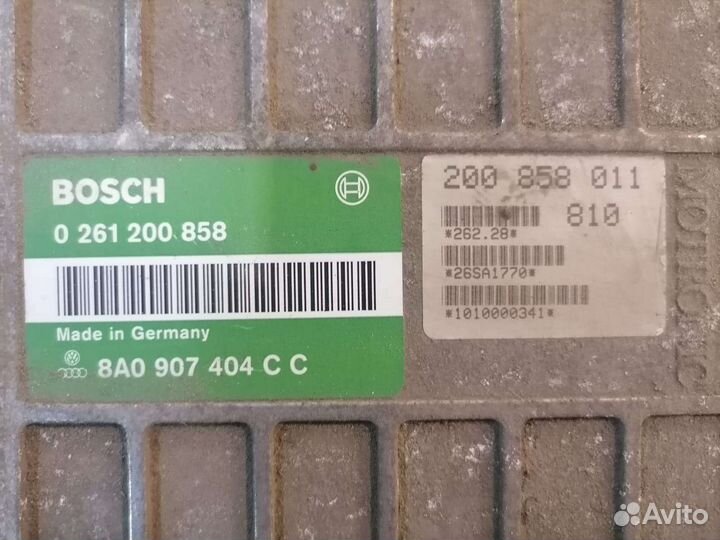 BOSCH
0 261 200 858
Made in Germany
8A0 907 404 C C
200 858 011
810
*262.28*
*26SA1770*
*1010000341*
MOTRONIC
Avito